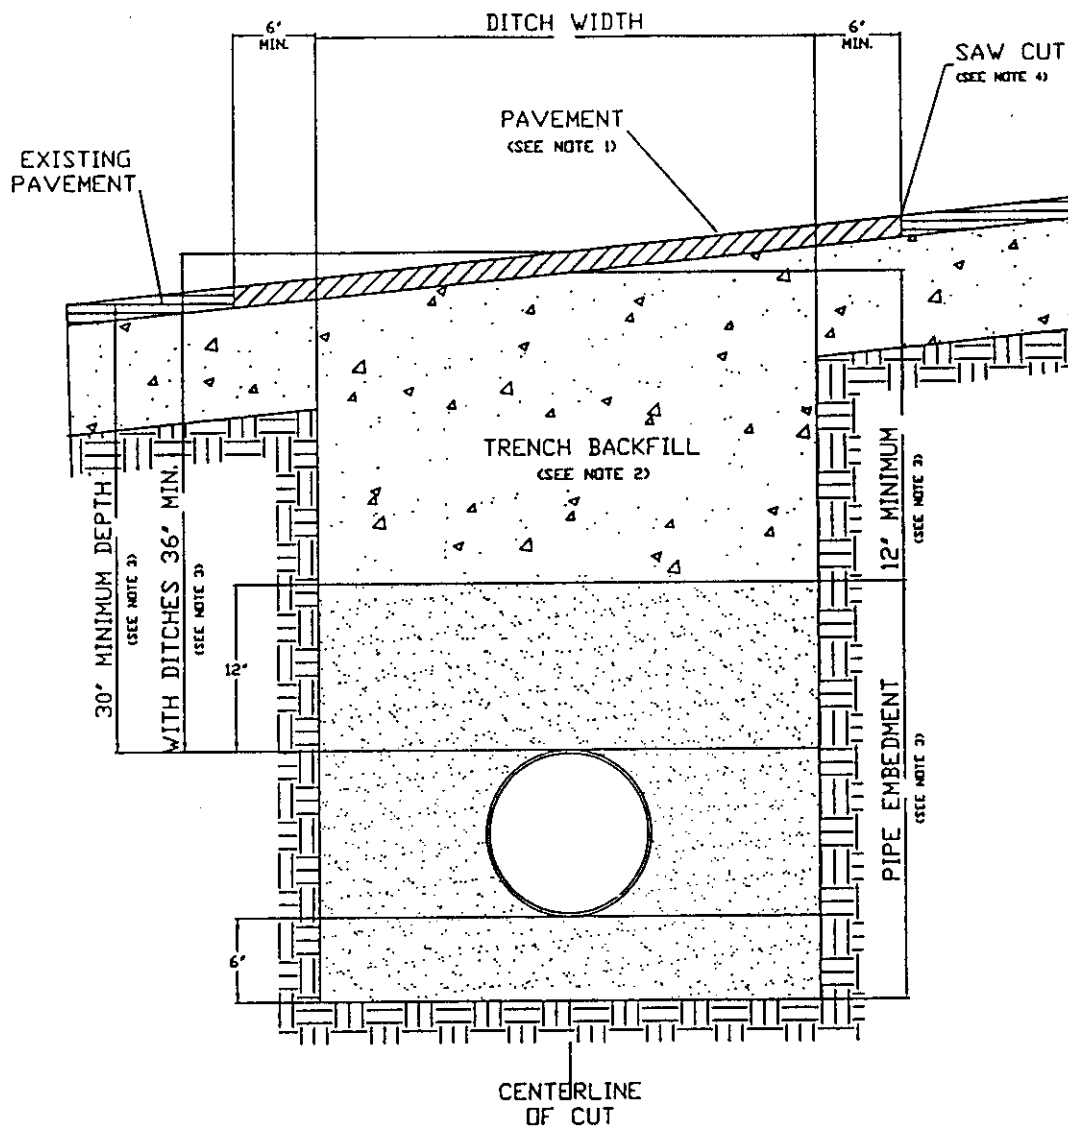 6"
MIN.
DITCH WIDTH
6"
MIN.
SAW CUT
(SEE NOTE 4)
PAVEMENT
(SEE NOTE 1)
EXISTING
PAVEMENT
TRENCH BACKFILL
(SEE NOTE 2)
30" MINIMUM DEPTH
(SEE NOTE 3)
WITH DITCHES 36" MIN.
(SEE NOTE 3)
12" MINIMUM
(SEE NOTE 3)
12"
PIPE EMBEDMENT
(SEE NOTE 3)
6"
CENTERLINE
OF CUT